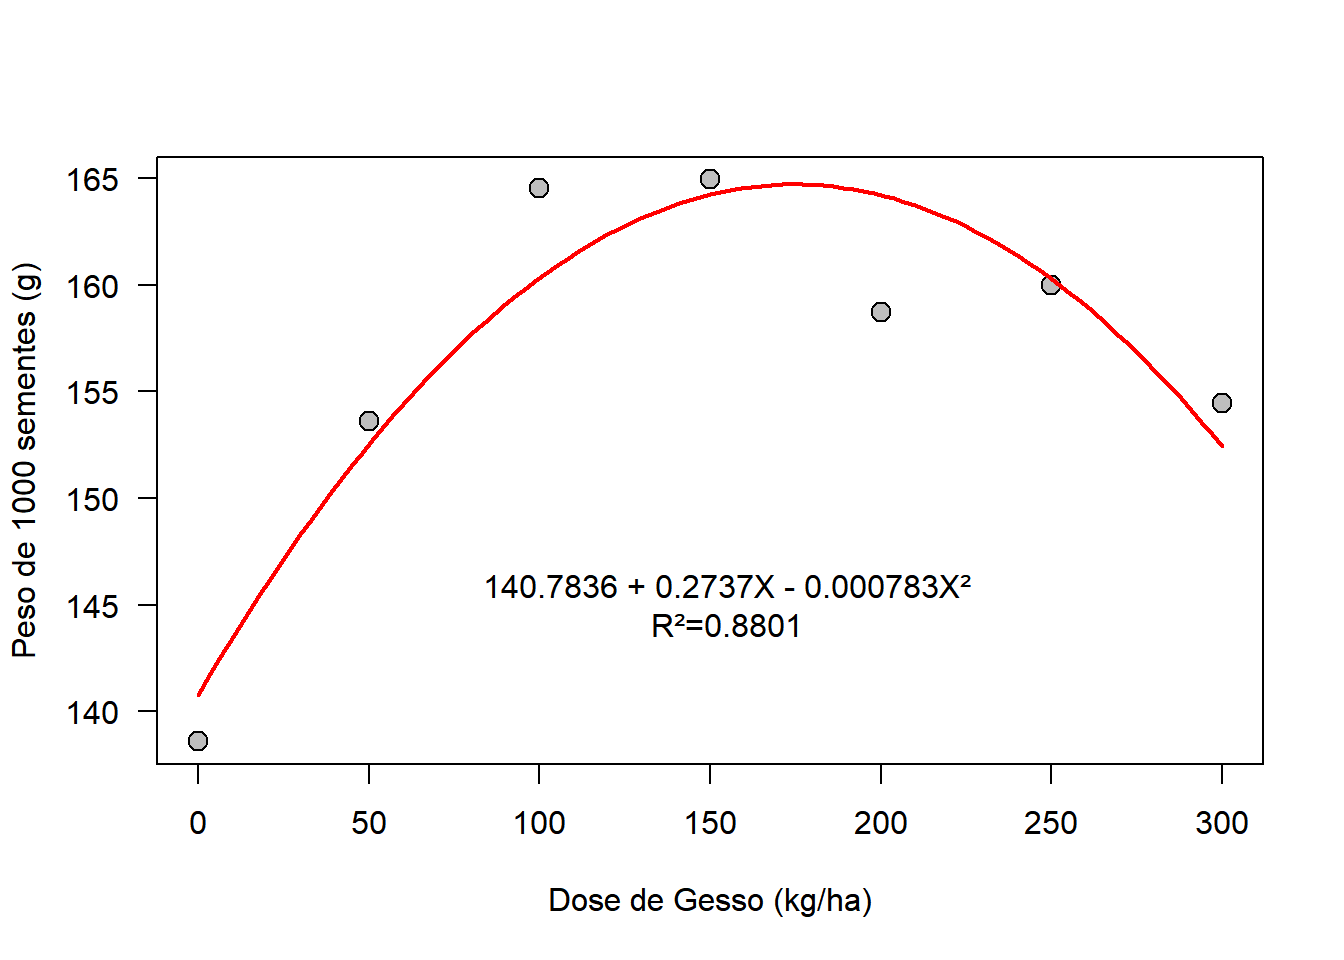 165
160
155
150
145
140
Peso de 1000 sementes (g)
140.7836 + 0.2737X - 0.000783X²
R²=0.8801
0 50 100 150 200 250 300
Dose de Gesso (kg/ha)